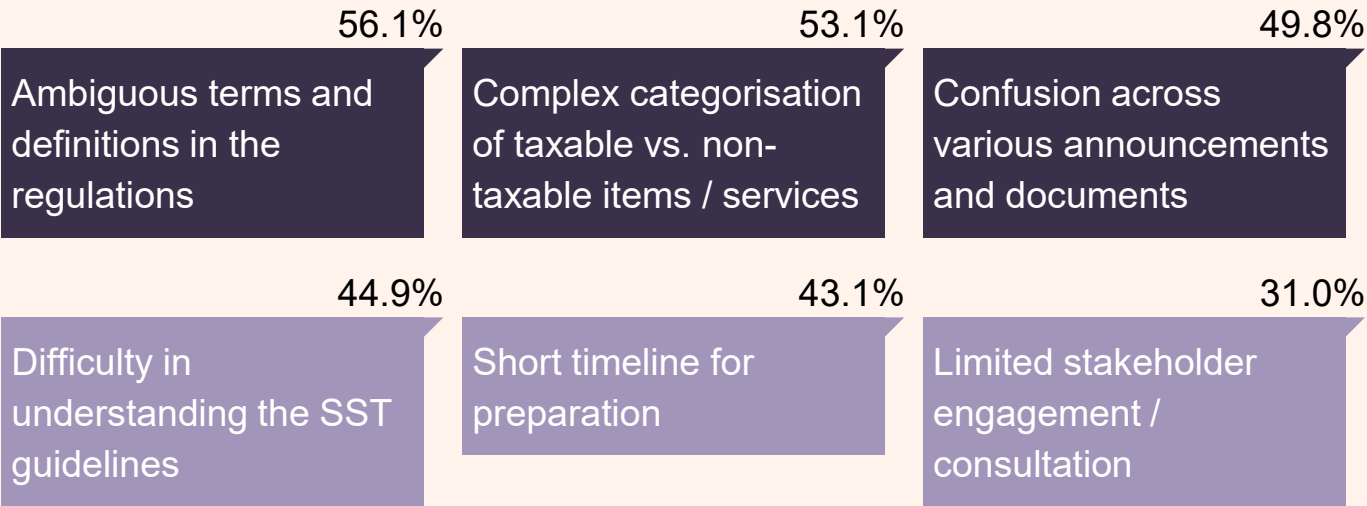 56.1%
Ambiguous terms and
definitions in the
regulations
53.1%
Complex categorisation
of taxable vs. non-
taxable items / services
49.8%
Confusion across
various announcements
and documents
44.9%
Difficulty in
understanding the SST
guidelines
43.1%
Short timeline for
preparation
31.0%
Limited stakeholder
engagement /
consultation